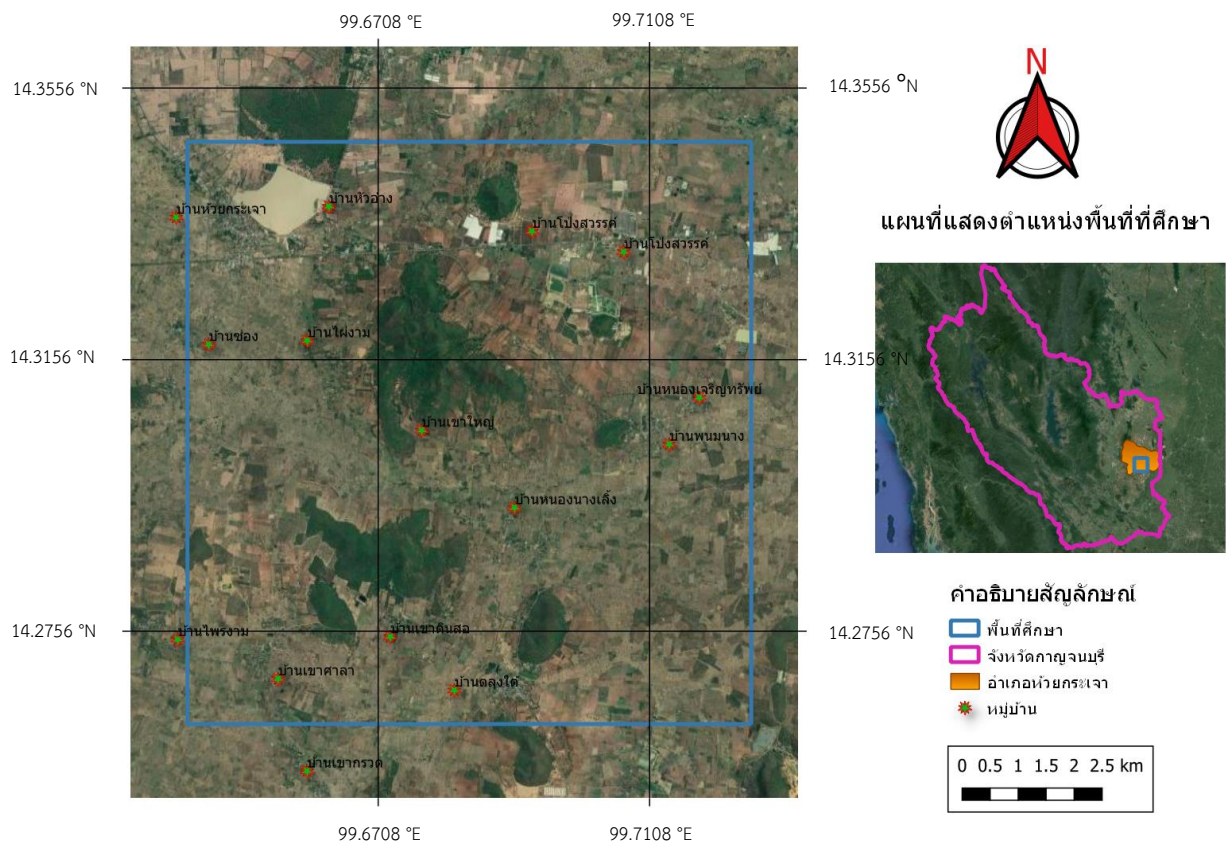 99.6708 °E
99.7108 °E
14.3556 °N
14.3556 °N
N
แผนที่แสดงตำแหน่งพื้นที่ที่ศึกษา
บ้านห้วยกระเจา
บ้านหัวอ่าง
บ้านโป่งสวรรค์
บ้านโป่งสวรรค์
บ้านซ่อง
บ้านไผ่งาม
14.3156 °N
14.3156 °N
บ้านหนองเจริญทรัพย์
บ้านเขาใหญ่
บ้านพนมนาง
บ้านหนองนางเลิ้ง
14.2756 °N
14.2756 °N
บ้านไพรงาม
บ้านเขาดินสอ
บ้านเขาศาลา
บ้านตลุงใต้
บ้านเขากรวด
คำอธิบายสัญลักษณ์
พื้นที่ศึกษา
จังหวัดกาญจนบุรี
อำเภอห้วยกระเจา
หมู่บ้าน
0 0.5 1 1.5 2 2.5 km
99.6708 °E
99.7108 °E